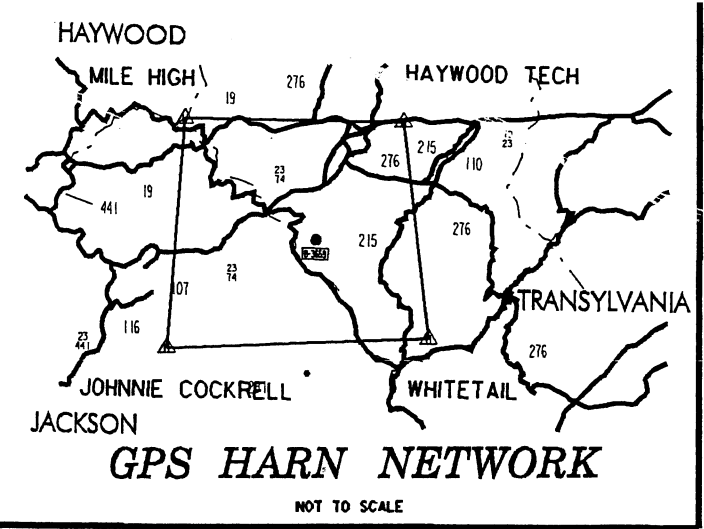 HAYWOOD
MILE HIGH
19
276
HAYWOOD TECH
215
276
110
23
23
74
19
441
215
276
23
74
107
TRANSYLVANIA
116
23
441
276
JOHNNIE COCKRELL
WHITETAIL
JACKSON
GPS HARN NETWORK
NOT TO SCALE